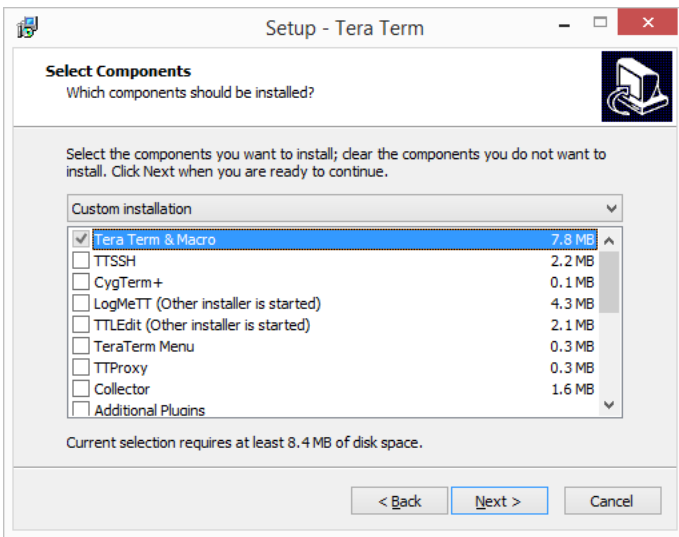 Setup - Tera Term
Select Components
Which components should be installed?
Select the components you want to install; clear the components you do not want to
install. Click Next when you are ready to continue.
Custom installation
Tera Term & Macro 7.8 MB
TTSSH 2.2 MB
CygTerm+ 0.1 MB
LogMeTT (Other installer is started) 4.3 MB
TTLEdit (Other installer is started) 2.1 MB
TeraTerm Menu 0.3 MB
TTProxy 0.3 MB
Collector 1.6 MB
Additional Plugins
Current selection requires at least 8.4 MB of disk space.
< Back Next > Cancel